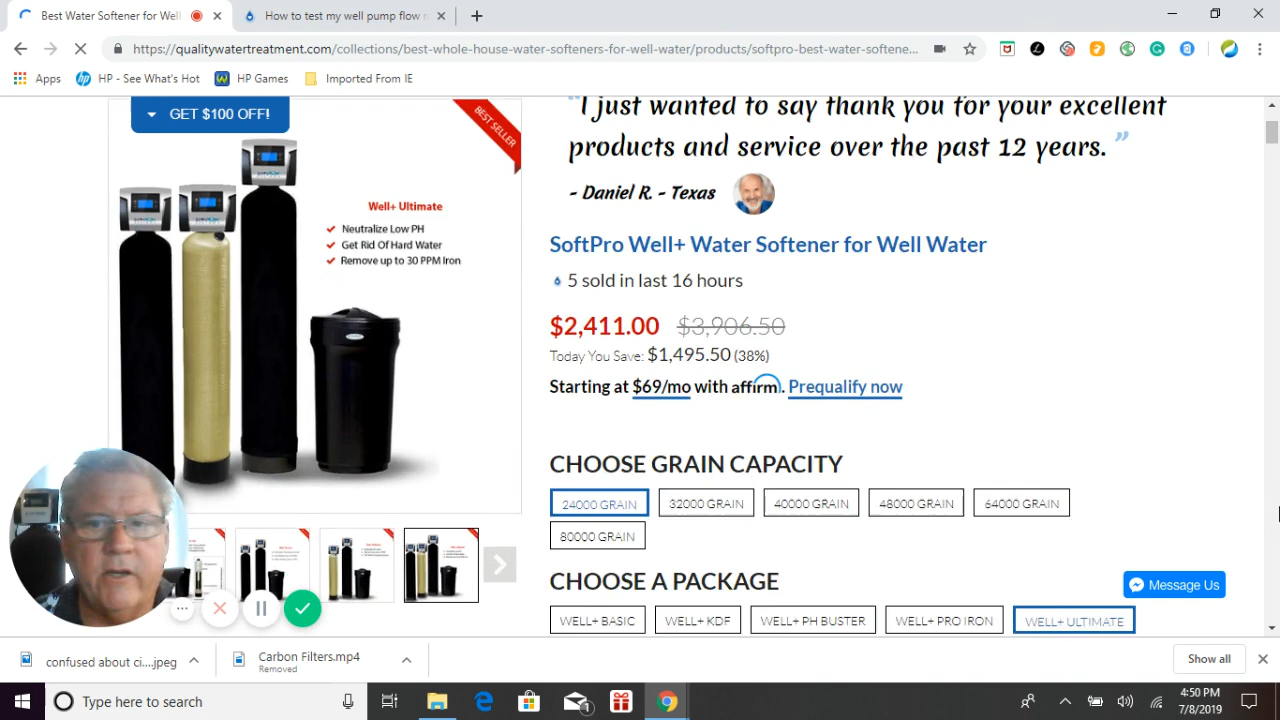 Best Water Softener for Well
How to test my well pump flow r
https://qualitywatertreatment.com/collections/best-whole-house-water-softeners-for-well-water/products/softpro-best-water-softene...
Apps
HP - See What's Hot
HP Games
Imported From IE
GET $100 OFF!
BEST SELLER
Well+ Ultimate
Neutralize Low PH
Get Rid Of Hard Water
Remove up to 30 PPM Iron
"I just wanted to say thank you for your excellent
products and service over the past 12 years. "
~ Daniel R. ~ Texas
SoftPro Well+ Water Softener for Well Water
5 sold in last 16 hours
$2,411.00 $3,906.50
Today You Save: $1,495.50 (38%)
Starting at $69/mo with affirm. Prequalify now
CHOOSE GRAIN CAPACITY
24000 GRAIN 32000 GRAIN 40000 GRAIN 48000 GRAIN 64000 GRAIN
80000 GRAIN
CHOOSE A PACKAGE
Message Us
WELL+ BASIC WELL+ KDF WELL+ PH BUSTER WELL+ PRO IRON WELL+ ULTIMATE
confused about ci....jpeg
Carbon Filters.mp4
Removed
Show all
Type here to search
1
4:50 PM
7/8/2019